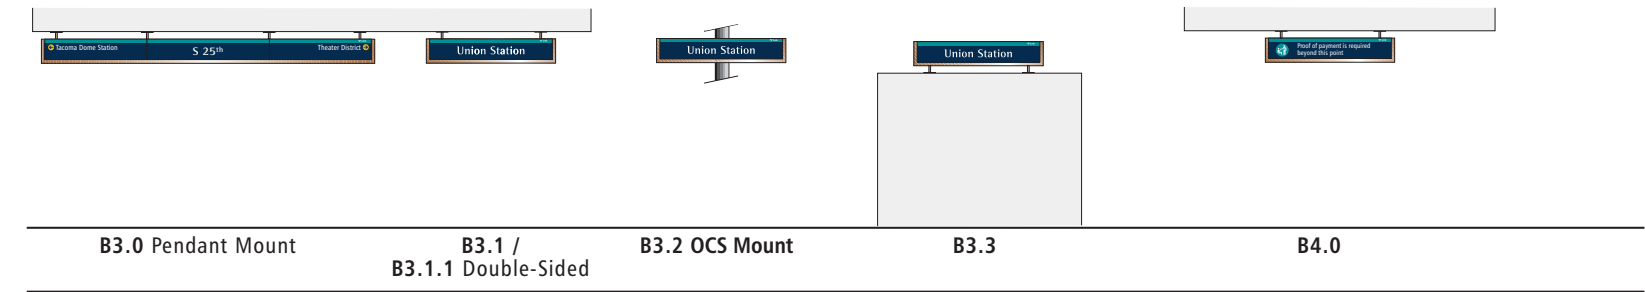 Tacoma Dome Station
S 25th
Theater District
Union Station
Union Station
Union Station
Proof of payment is required
beyond this point
B3.0 Pendant Mount
B3.1 /
B3.1.1 Double-Sided
B3.2 OCS Mount
B3.3
B4.0